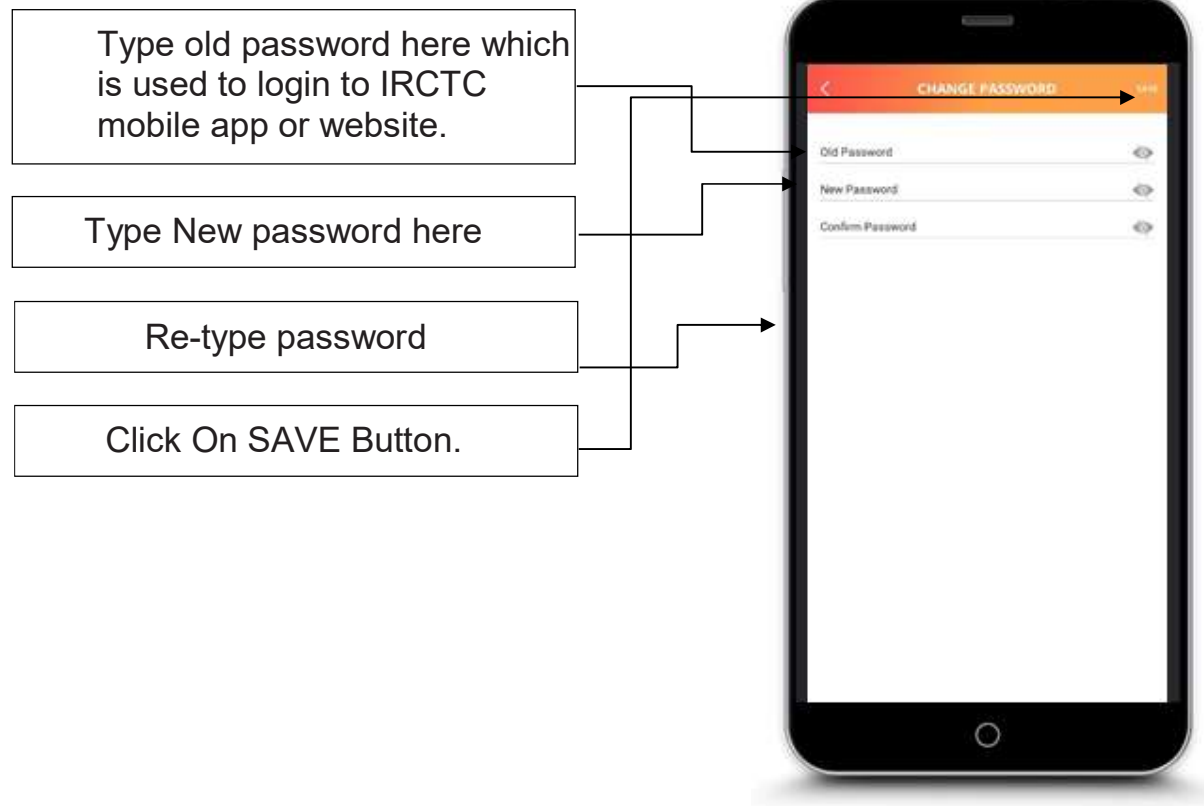 Type old password here which
is used to login to IRCTC
mobile app or website.
Type New password here
Re-type password
Click On SAVE Button.
CHANGE PASSWORD
SAVE
Old Password
New Password
Confirm Password